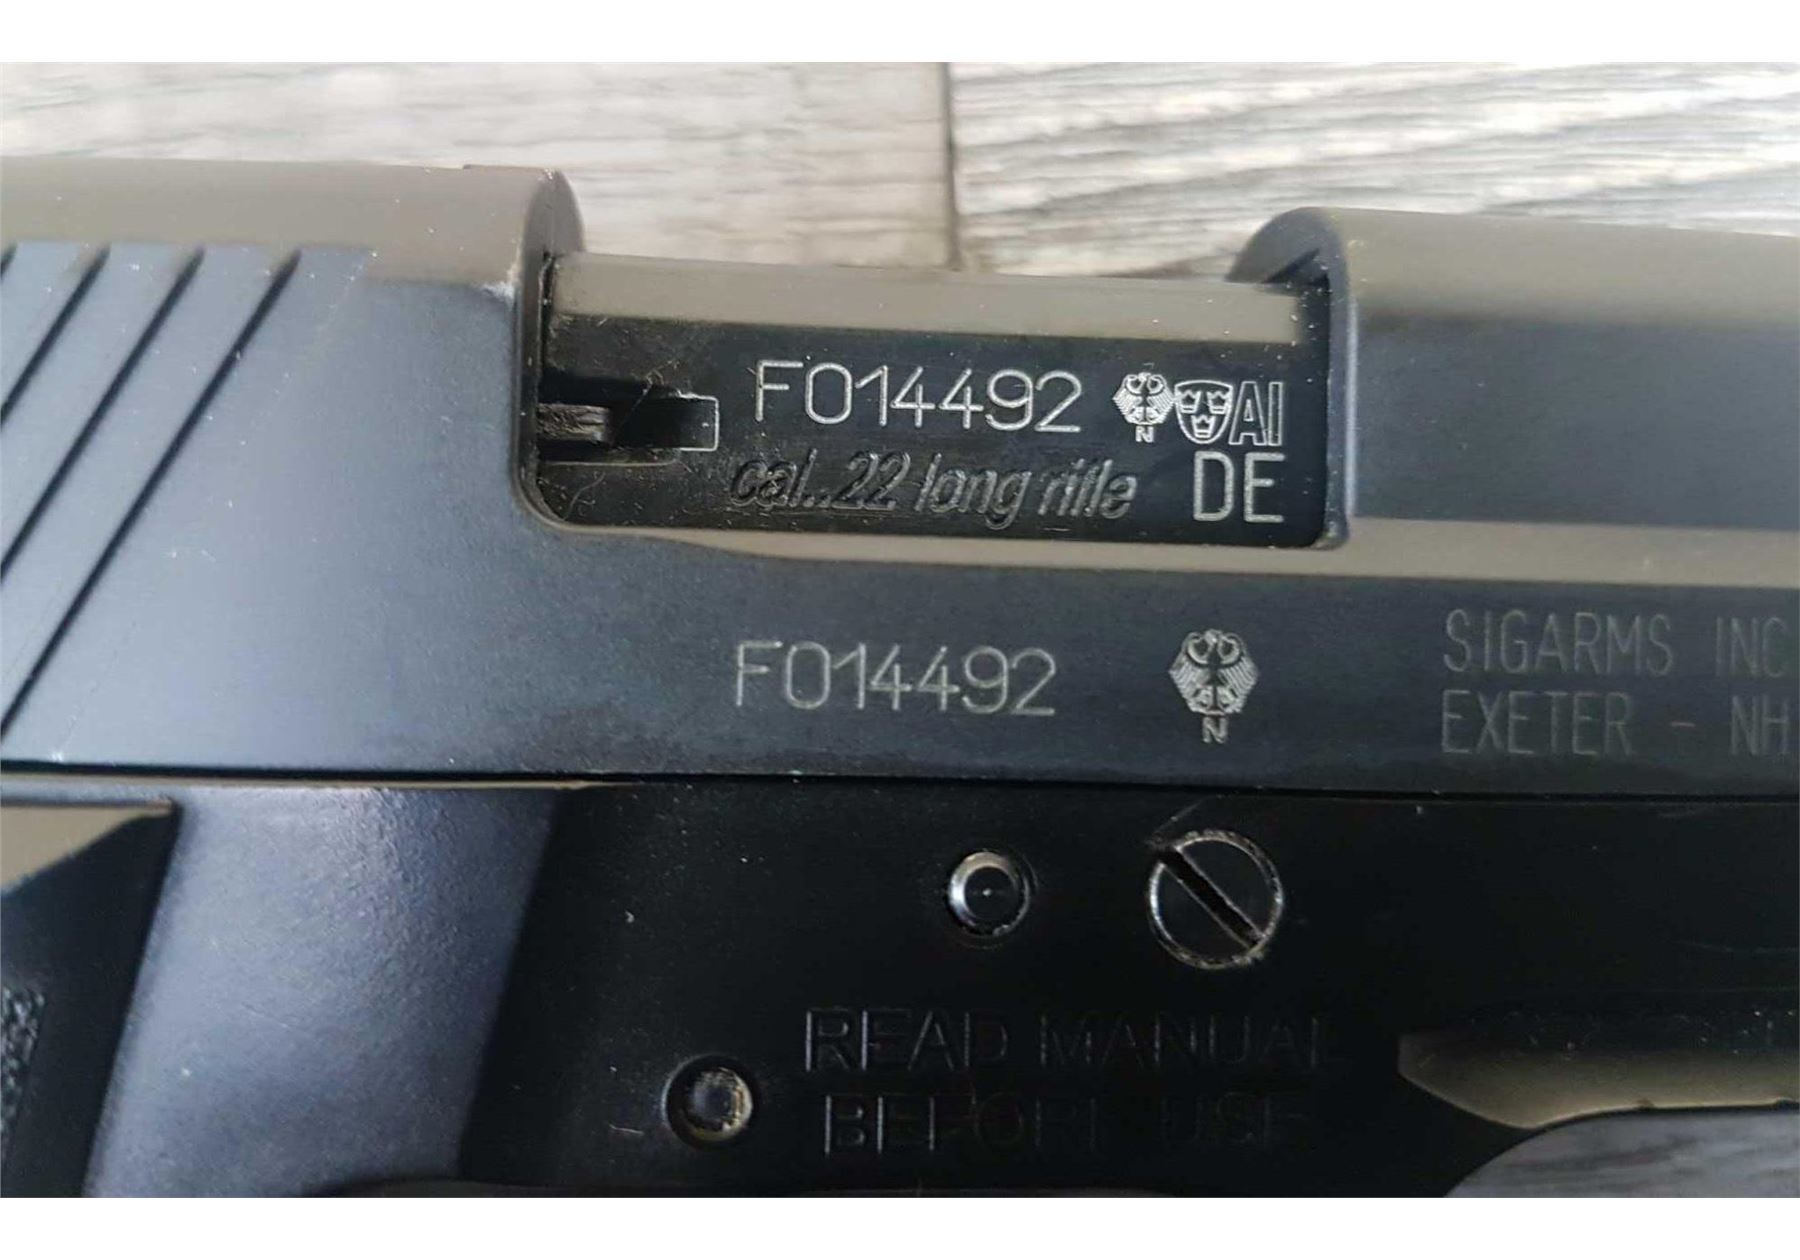 F014492
N
AI
cal..22 long rifle
DE
F014492
N
SIGARMS INC
EXETER - NH
READ MANUAL
BEFORE USE